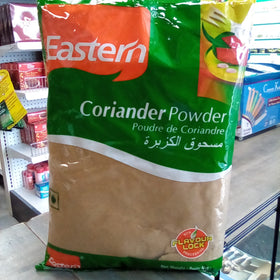 Eastern
Coriander Powder
Poudre de Coriandre
مسحوق الكزبرة
FLAVOUR
LOCK